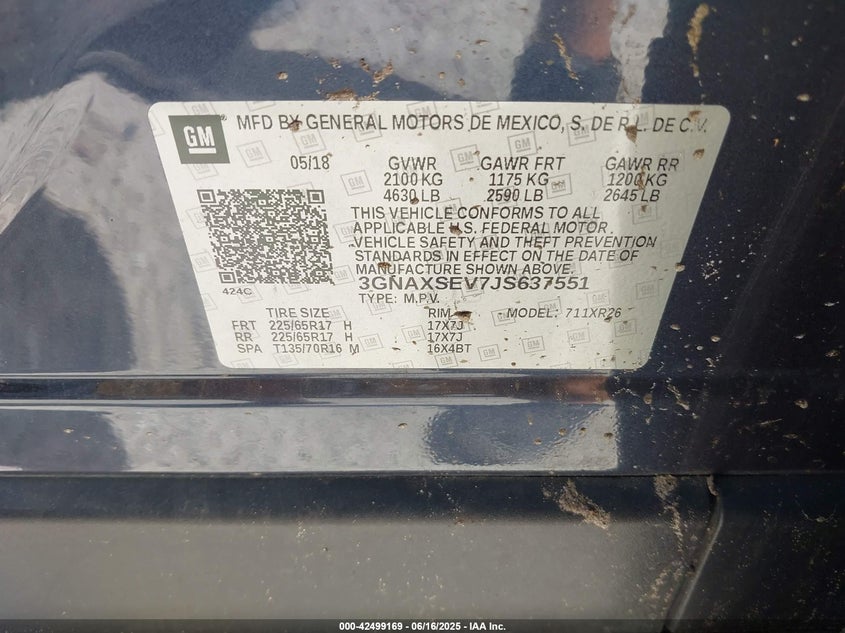 GM
MFD BY GENERAL MOTORS DE MEXICO, S. DE R.L. DE C.V.
05/18 GVWR GAWR FRT GAWR RR
2100 KG 1175 KG 1200 KG
4630 LB 2590 LB 2645 LB
THIS VEHICLE CONFORMS TO ALL
APPLICABLE U.S. FEDERAL MOTOR
VEHICLE SAFETY AND THEFT PREVENTION
STANDARDS IN EFFECT ON THE DATE OF
MANUFACTURE SHOWN ABOVE.
424C 3GNAXSEV7JS637551
TYPE: M.P.V.
TIRE SIZE RIM MODEL: 711XR26
FRT 225/65R17 H 17X7J
RR 225/65R17 H 17X7J
SPA T135/70R16 M 16X4BT
000-42499169 - 06/16/2025 - IAA Inc.